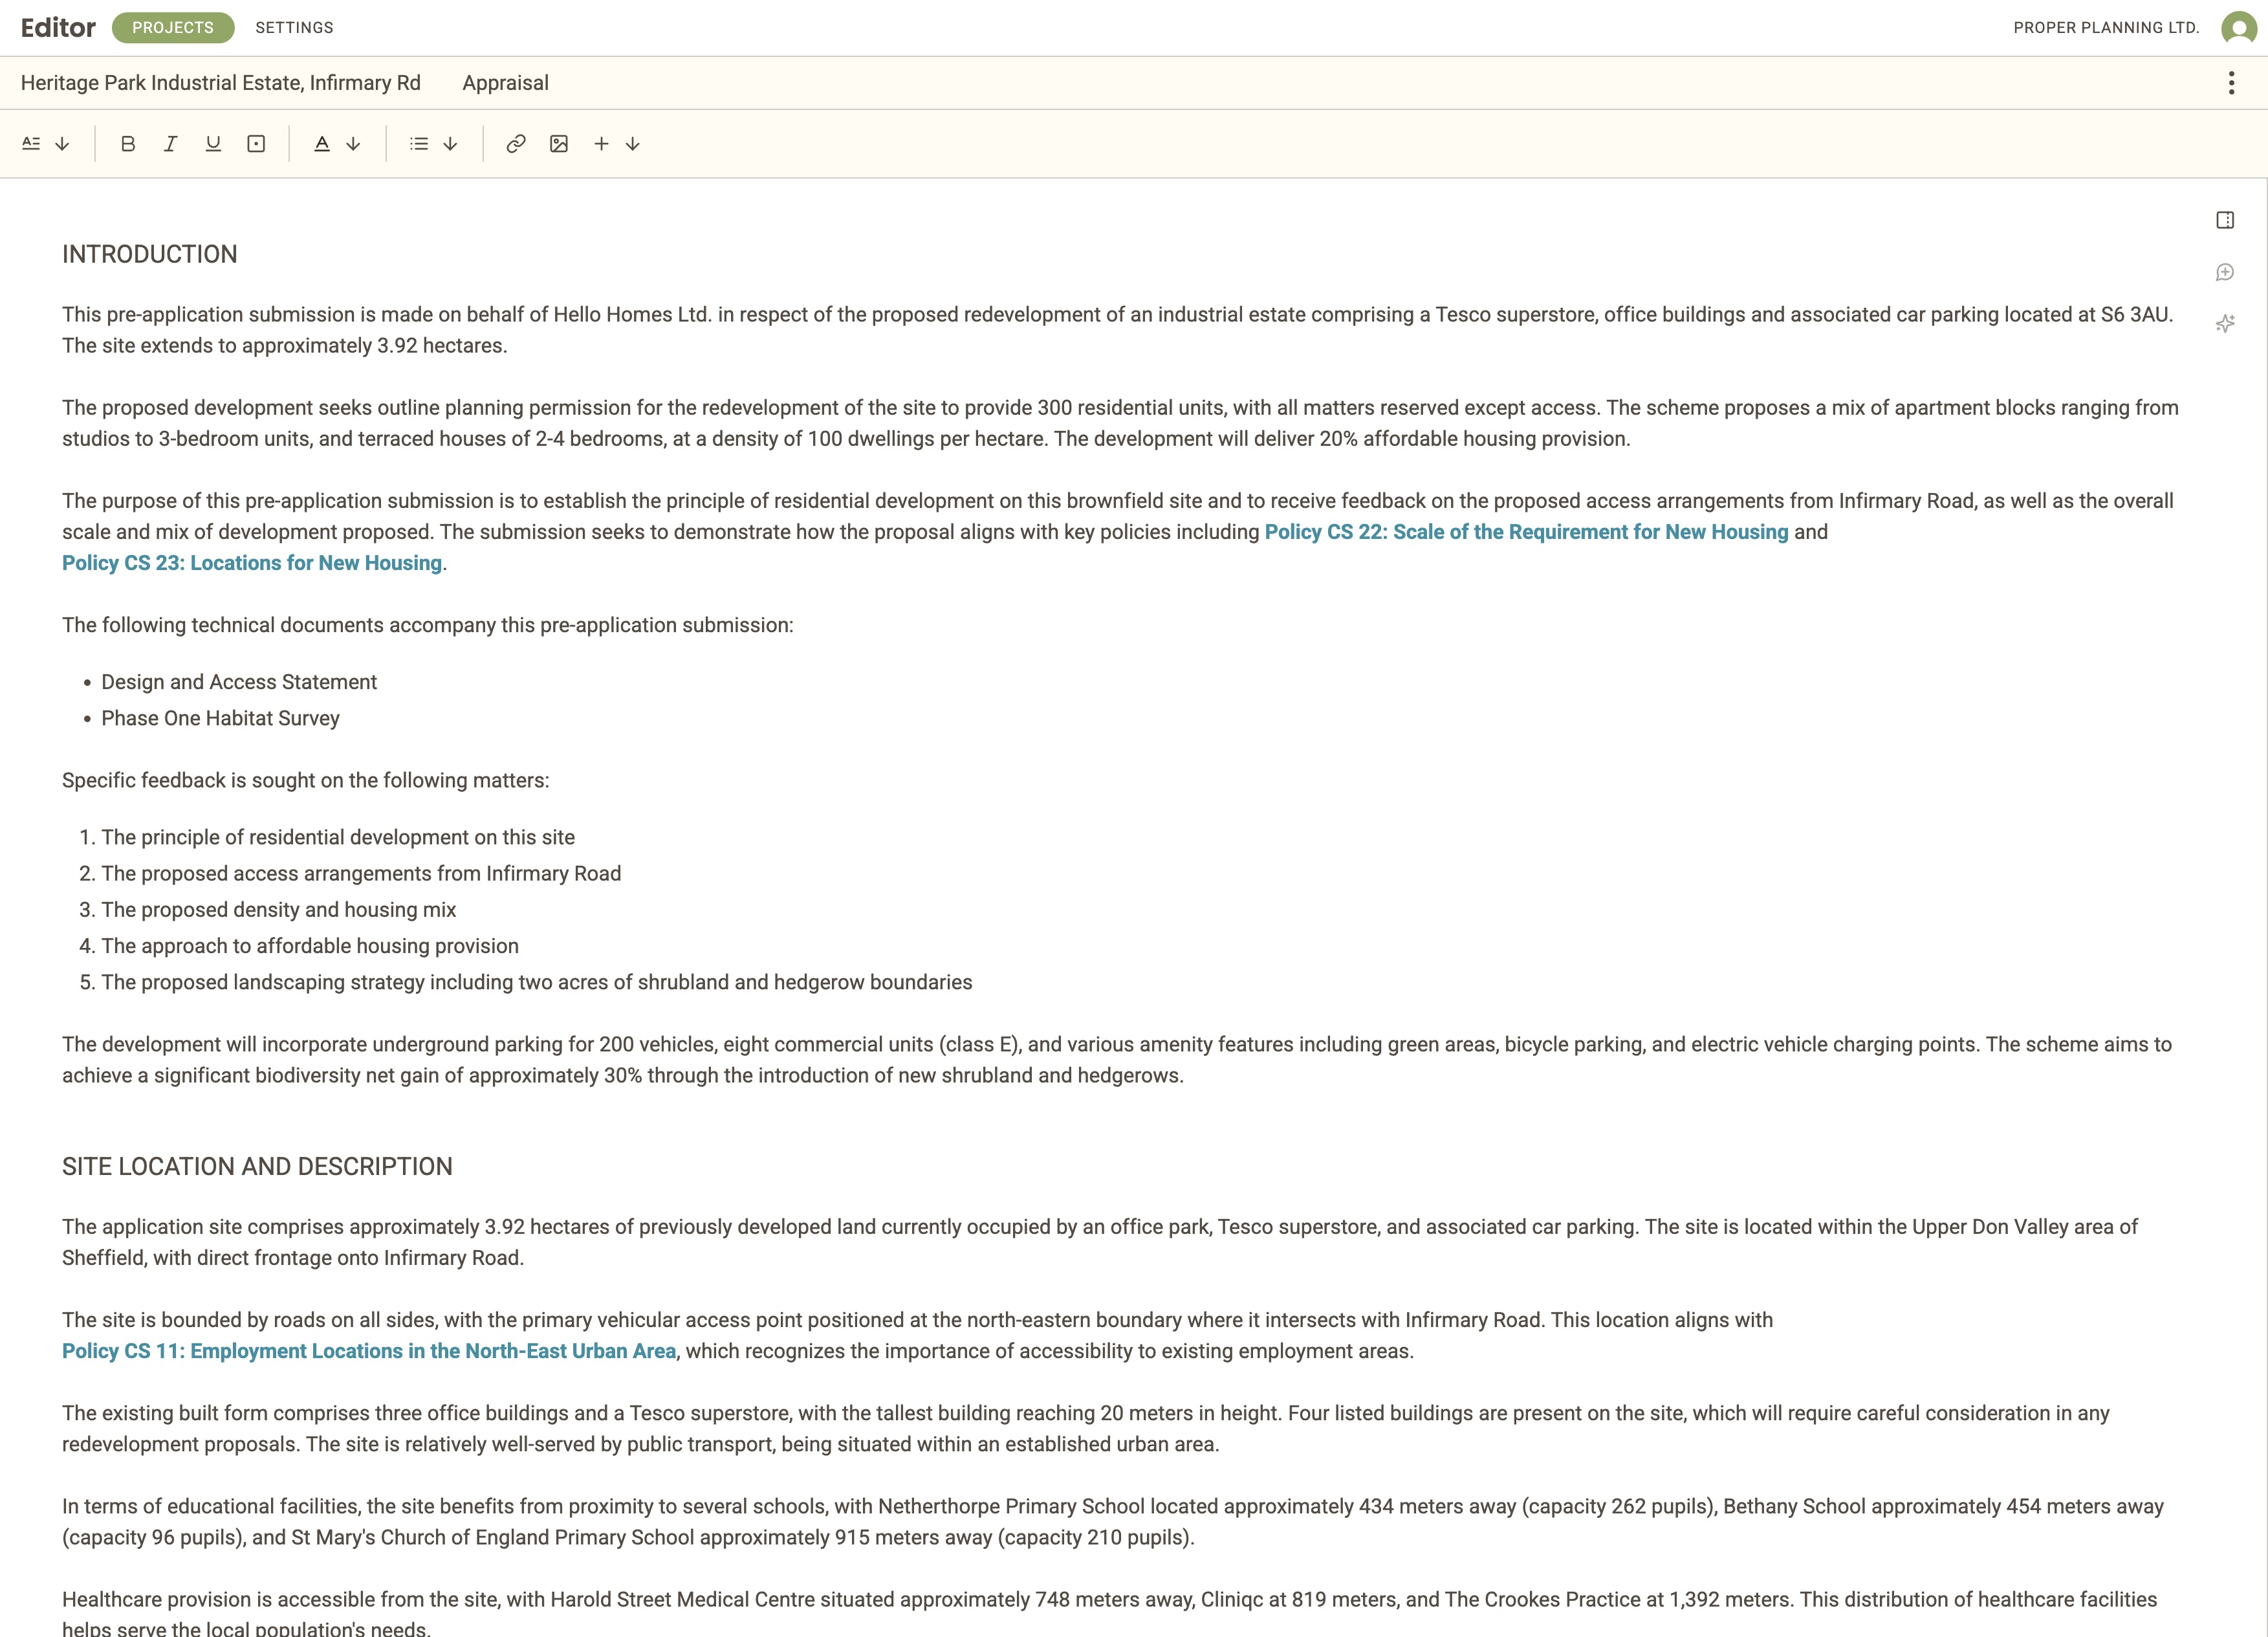 Editor PROJECTS SETTINGS PROPER PLANNING LTD.
Heritage Park Industrial Estate, Infirmary Rd Appraisal
INTRODUCTION
This pre-application submission is made on behalf of Hello Homes Ltd. in respect of the proposed redevelopment of an industrial estate comprising a Tesco superstore, office buildings and associated car parking located at S6 3AU.
The site extends to approximately 3.92 hectares.
The proposed development seeks outline planning permission for the redevelopment of the site to provide 300 residential units, with all matters reserved except access. The scheme proposes a mix of apartment blocks ranging from
studios to 3-bedroom units, and terraced houses of 2-4 bedrooms, at a density of 100 dwellings per hectare. The development will deliver 20% affordable housing provision.
The purpose of this pre-application submission is to establish the principle of residential development on this brownfield site and to receive feedback on the proposed access arrangements from Infirmary Road, as well as the overall
scale and mix of development proposed. The submission seeks to demonstrate how the proposal aligns with key policies including Policy CS 22: Scale of the Requirement for New Housing and
Policy CS 23: Locations for New Housing.
The following technical documents accompany this pre-application submission:
• Design and Access Statement
• Phase One Habitat Survey
Specific feedback is sought on the following matters:
1. The principle of residential development on this site
2. The proposed access arrangements from Infirmary Road
3. The proposed density and housing mix
4. The approach to affordable housing provision
5. The proposed landscaping strategy including two acres of shrubland and hedgerow boundaries
The development will incorporate underground parking for 200 vehicles, eight commercial units (class E), and various amenity features including green areas, bicycle parking, and electric vehicle charging points. The scheme aims to
achieve a significant biodiversity net gain of approximately 30% through the introduction of new shrubland and hedgerows.
SITE LOCATION AND DESCRIPTION
The application site comprises approximately 3.92 hectares of previously developed land currently occupied by an office park, Tesco superstore, and associated car parking. The site is located within the Upper Don Valley area of
Sheffield, with direct frontage onto Infirmary Road.
The site is bounded by roads on all sides, with the primary vehicular access point positioned at the north-eastern boundary where it intersects with Infirmary Road. This location aligns with
Policy CS 11: Employment Locations in the North-East Urban Area, which recognizes the importance of accessibility to existing employment areas.
The existing built form comprises three office buildings and a Tesco superstore, with the tallest building reaching 20 meters in height. Four listed buildings are present on the site, which will require careful consideration in any
redevelopment proposals. The site is relatively well-served by public transport, being situated within an established urban area.
In terms of educational facilities, the site benefits from proximity to several schools, with Netherthorpe Primary School located approximately 434 meters away (capacity 262 pupils), Bethany School approximately 454 meters away
(capacity 96 pupils), and St Mary's Church of England Primary School approximately 915 meters away (capacity 210 pupils).
Healthcare provision is accessible from the site, with Harold Street Medical Centre situated approximately 748 meters away, Cliniqc at 819 meters, and The Crookes Practice at 1,392 meters. This distribution of healthcare facilities
helps serve the local population's needs.